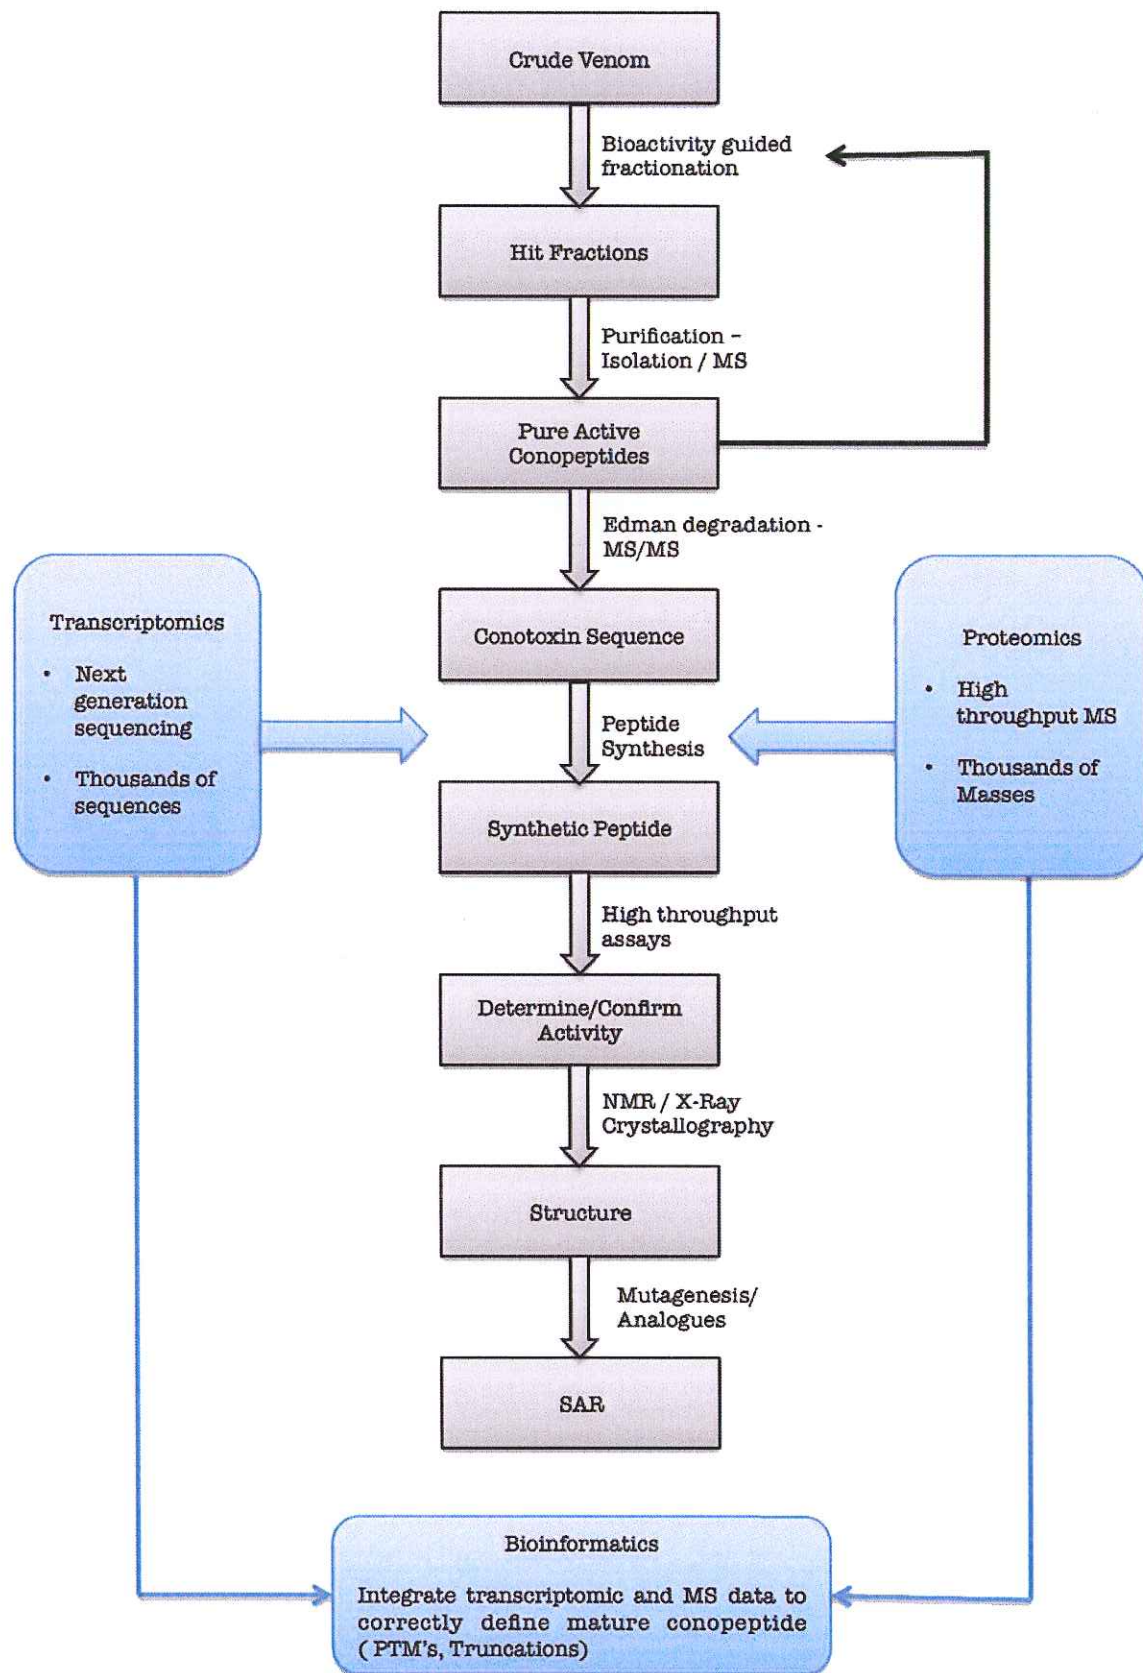 Crude Venom
Bioactivity guided
fractionation
Hit Fractions
Purification –
Isolation / MS
Pure Active
Conopeptides
Edman degradation -
MS/MS
Transcriptomics
• Next
generation
sequencing
• Thousands of
sequences
Conotoxin Sequence
Proteomics
• High
throughput MS
• Thousands of
Masses
Peptide
Synthesis
Synthetic Peptide
High throughput
assays
Determine/Confirm
Activity
NMR / X-Ray
Crystallography
Structure
Mutagenesis/
Analogues
SAR
Bioinformatics
Integrate transcriptomic and MS data to
correctly define mature conopeptide
( PTM's, Truncations)